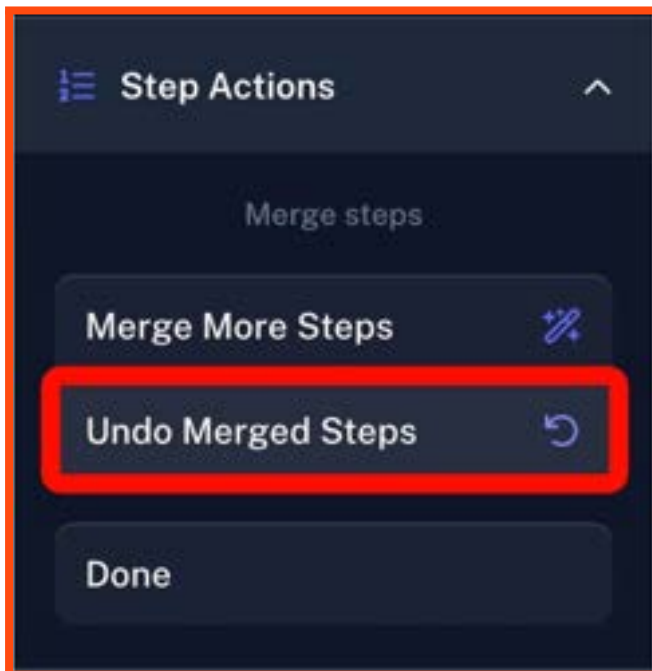 Step Actions
Merge steps
Merge More Steps
Undo Merged Steps
Done